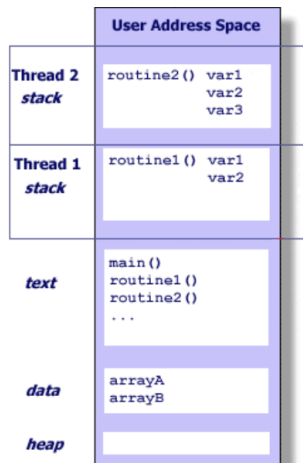 User Address Space
Thread 2
stack
routine2() var1
var2
var3
Thread 1
stack
routine1() var1
var2
text
main()
routine1()
routine2()
...
data
arrayA
arrayB
heap